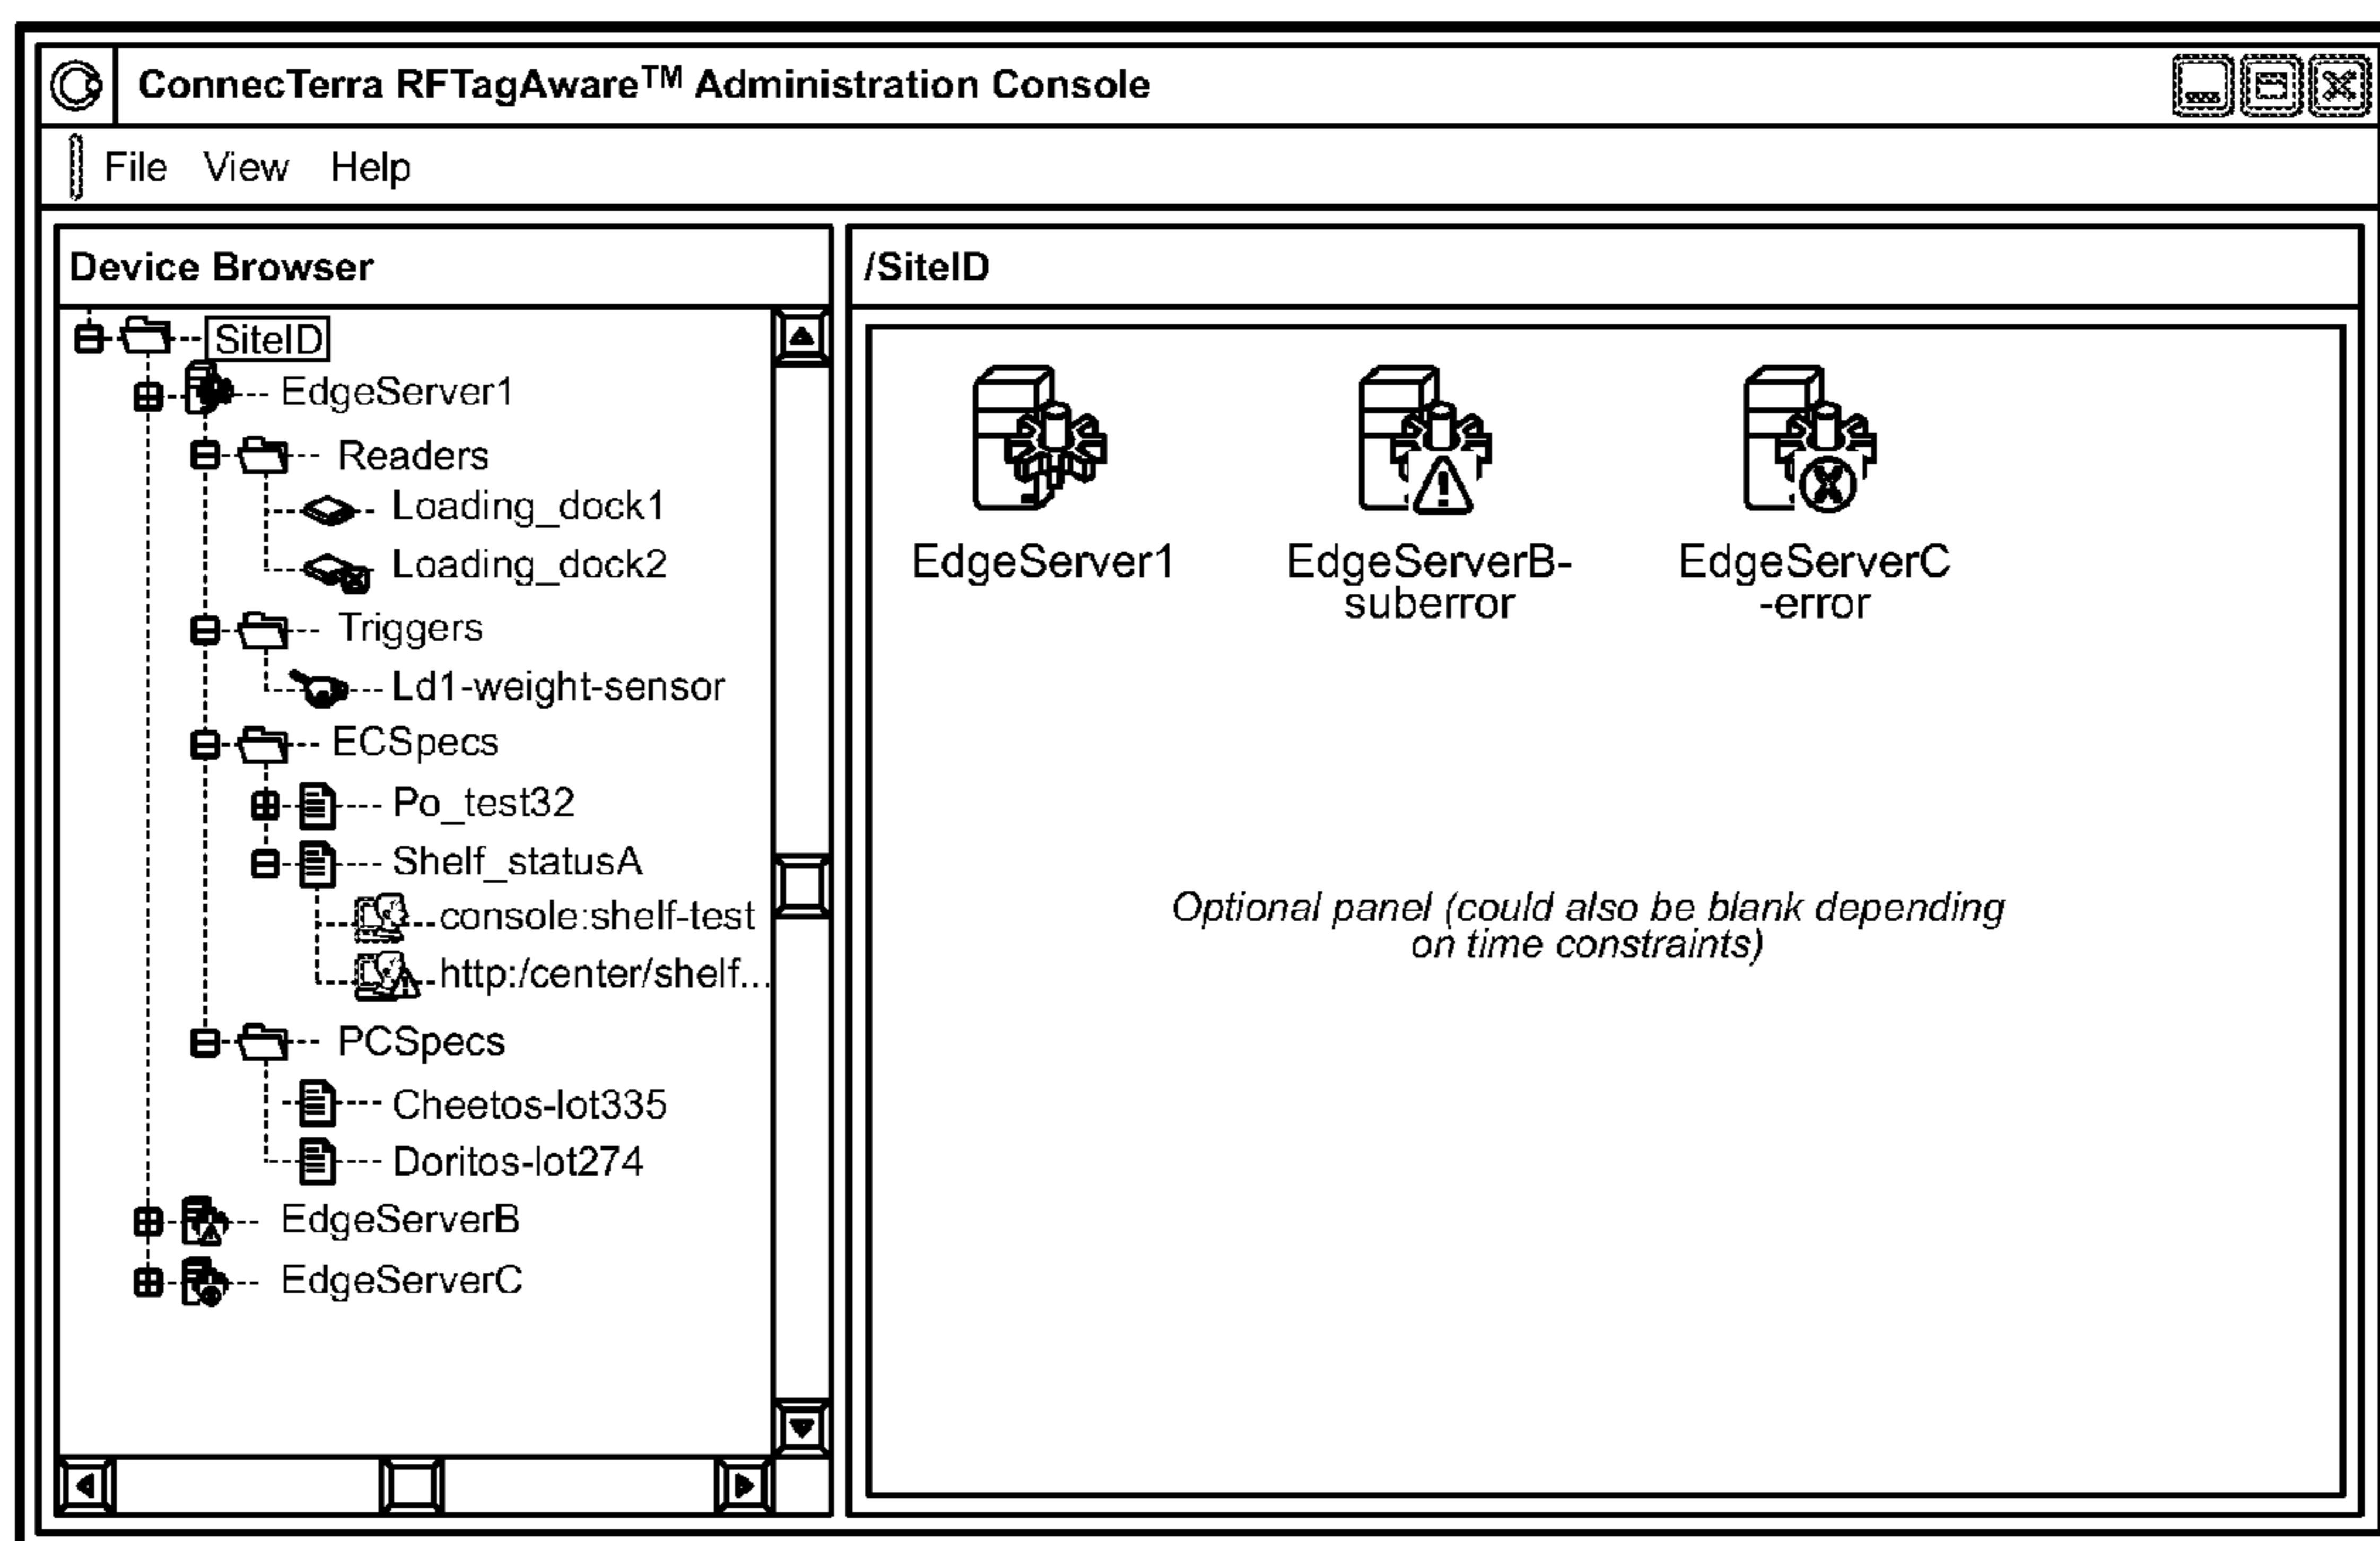 ConnecTerra RFTagAware™ Administration Console
File View Help
Device Browser
SiteID
EdgeServer1
Readers
Loading_dock1
Loading_dock2
Triggers
Ld1-weight-sensor
ECSpecs
Po_test32
Shelf_statusA
console:shelf-test
http:/center/shelf...
PCSpecs
Cheetos-lot335
Doritos-lot274
EdgeServerB
EdgeServerC
/SiteID
EdgeServer1
EdgeServerB-
suberror
EdgeServerC
-error
Optional panel (could also be blank depending
on time constraints)